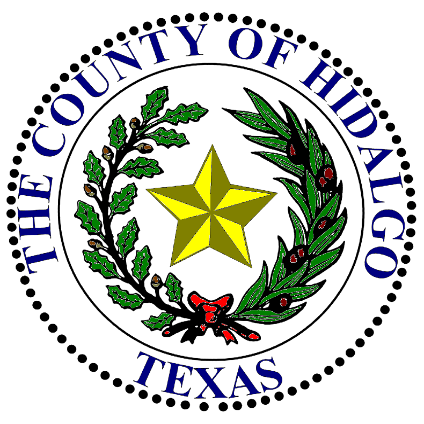 THE COUNTY OF HIDALGO
TEXAS